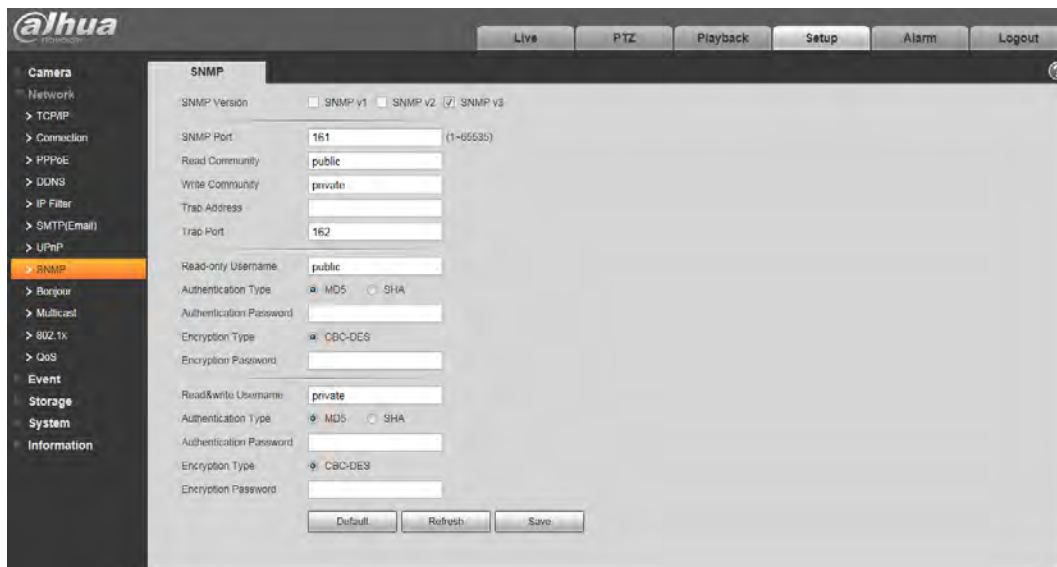 alhua
TECHNOLOGY
Live PTZ Playback Setup Alarm Logout
Camera
Network
> TCP/IP
> Connection
> PPPoE
> DDNS
> IP Filter
> SMTP(Email)
> UPnP
> SNMP
> Bonjour
> Multicast
> 802.1x
> QoS
Event
Storage
System
Information
SNMP
SNMP Version SNMP v1 SNMP v2 SNMP v3
SNMP Port 161 (1~65535)
Read Community public
Write Community private
Trap Address
Trap Port 162
Read-only Username public
Authentication Type MD5 SHA
Authentication Password
Encryption Type CBC-DES
Encryption Password
Read&write Username private
Authentication Type MD5 SHA
Authentication Password
Encryption Type CBC-DES
Encryption Password
Default Refresh Save